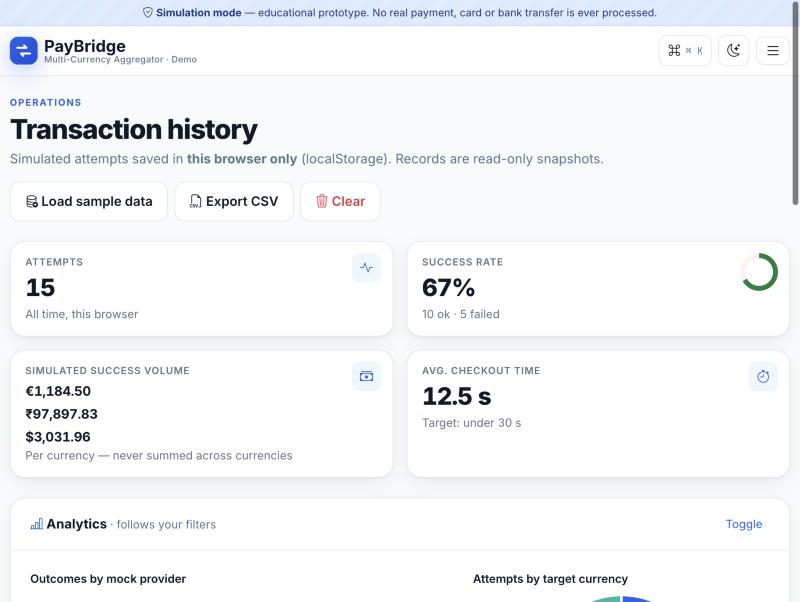 Simulation mode — educational prototype. No real payment, card or bank transfer is ever processed.
PayBridge
Multi-Currency Aggregator · Demo
⌘ ⌘ K
OPERATIONS
Transaction history
Simulated attempts saved in this browser only (localStorage). Records are read-only snapshots.
Load sample data
Export CSV
Clear
ATTEMPTS
15
All time, this browser
SUCCESS RATE
67%
10 ok · 5 failed
SIMULATED SUCCESS VOLUME
€1,184.50
₹97,897.83
$3,031.96
Per currency — never summed across currencies
AVG. CHECKOUT TIME
12.5 s
Target: under 30 s
Analytics · follows your filters
Toggle
Outcomes by mock provider
Attempts by target currency